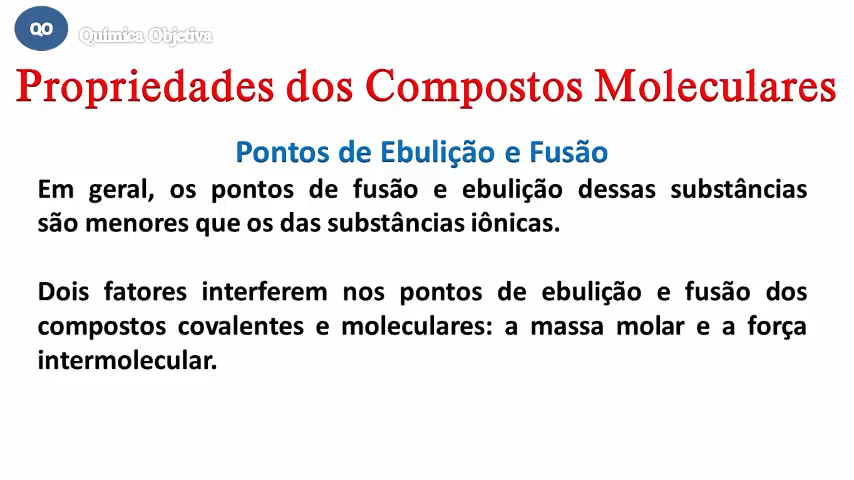 QO
Química Objetiva
Propriedades dos Compostos Moleculares
Pontos de Ebulição e Fusão
Em geral, os pontos de fusão e ebulição dessas substâncias
são menores que os das substâncias iônicas.
Dois fatores interferem nos pontos de ebulição e fusão dos
compostos covalentes e moleculares: a massa molar e a força
intermolecular.